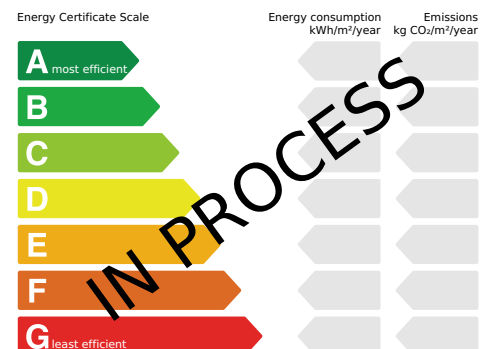 Energy Certificate Scale
Energy consumption
kWh/m²/year
Emissions
kg CO₂/m²/year
A most efficient
B
C
D
E
F
G least efficient
IN PROCESS